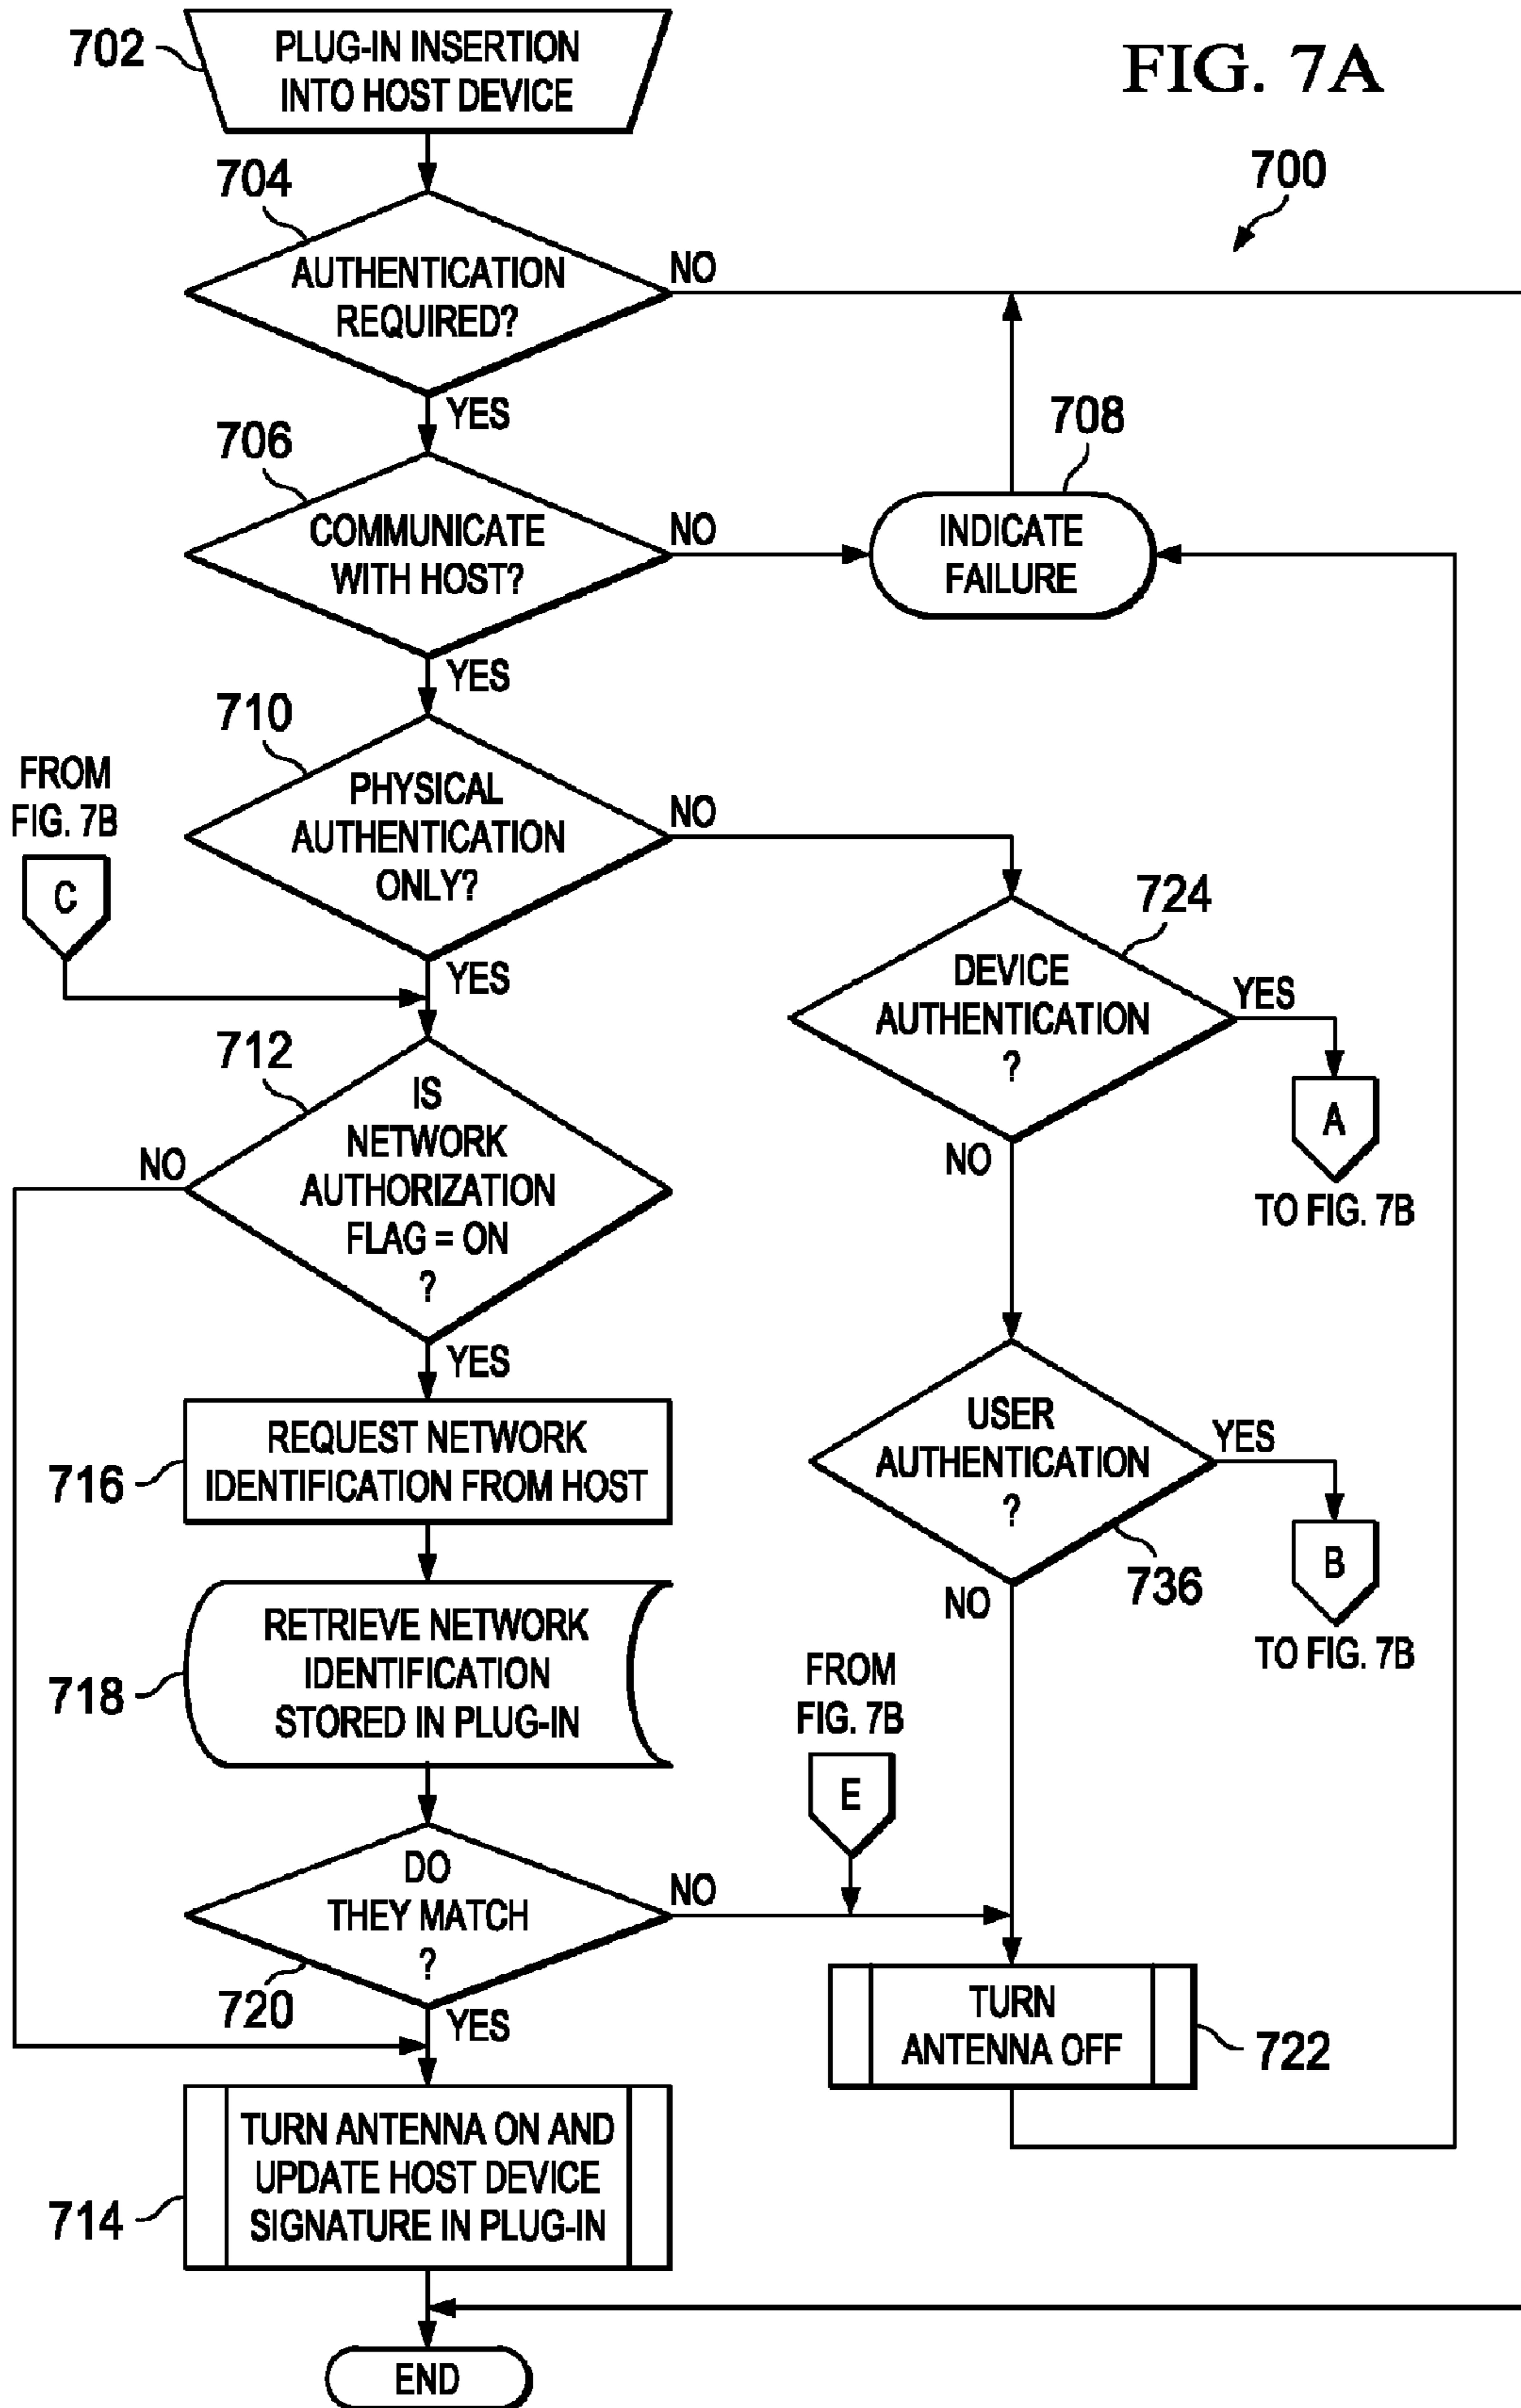 FIG. 7A
700
702
PLUG-IN INSERTION
INTO HOST DEVICE
704
AUTHENTICATION
REQUIRED?
NO
YES
706
COMMUNICATE
WITH HOST?
NO
YES
708
INDICATE
FAILURE
710
PHYSICAL
AUTHENTICATION
ONLY?
NO
YES
FROM
FIG. 7B
C
724
DEVICE
AUTHENTICATION
?
YES
NO
A
TO FIG. 7B
712
IS
NETWORK
AUTHORIZATION
FLAG = ON
?
NO
YES
716
REQUEST NETWORK
IDENTIFICATION FROM HOST
USER
AUTHENTICATION
?
YES
NO
736
B
TO FIG. 7B
718
RETRIEVE NETWORK
IDENTIFICATION
STORED IN PLUG-IN
FROM
FIG. 7B
E
DO
THEY MATCH
?
NO
720
YES
TURN
ANTENNA OFF
722
714
TURN ANTENNA ON AND
UPDATE HOST DEVICE
SIGNATURE IN PLUG-IN
END